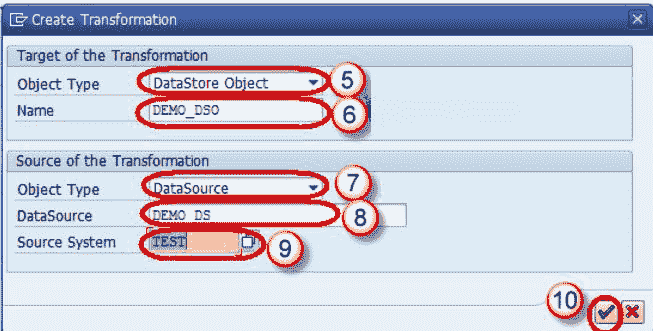 Create Transformation
Target of the Transformation
Object Type DataStore Object 5
Name DEMO_DSO 6
Source of the Transformation
Object Type DataSource 7
DataSource DEMO_DS 8
Source System TEST 9
10